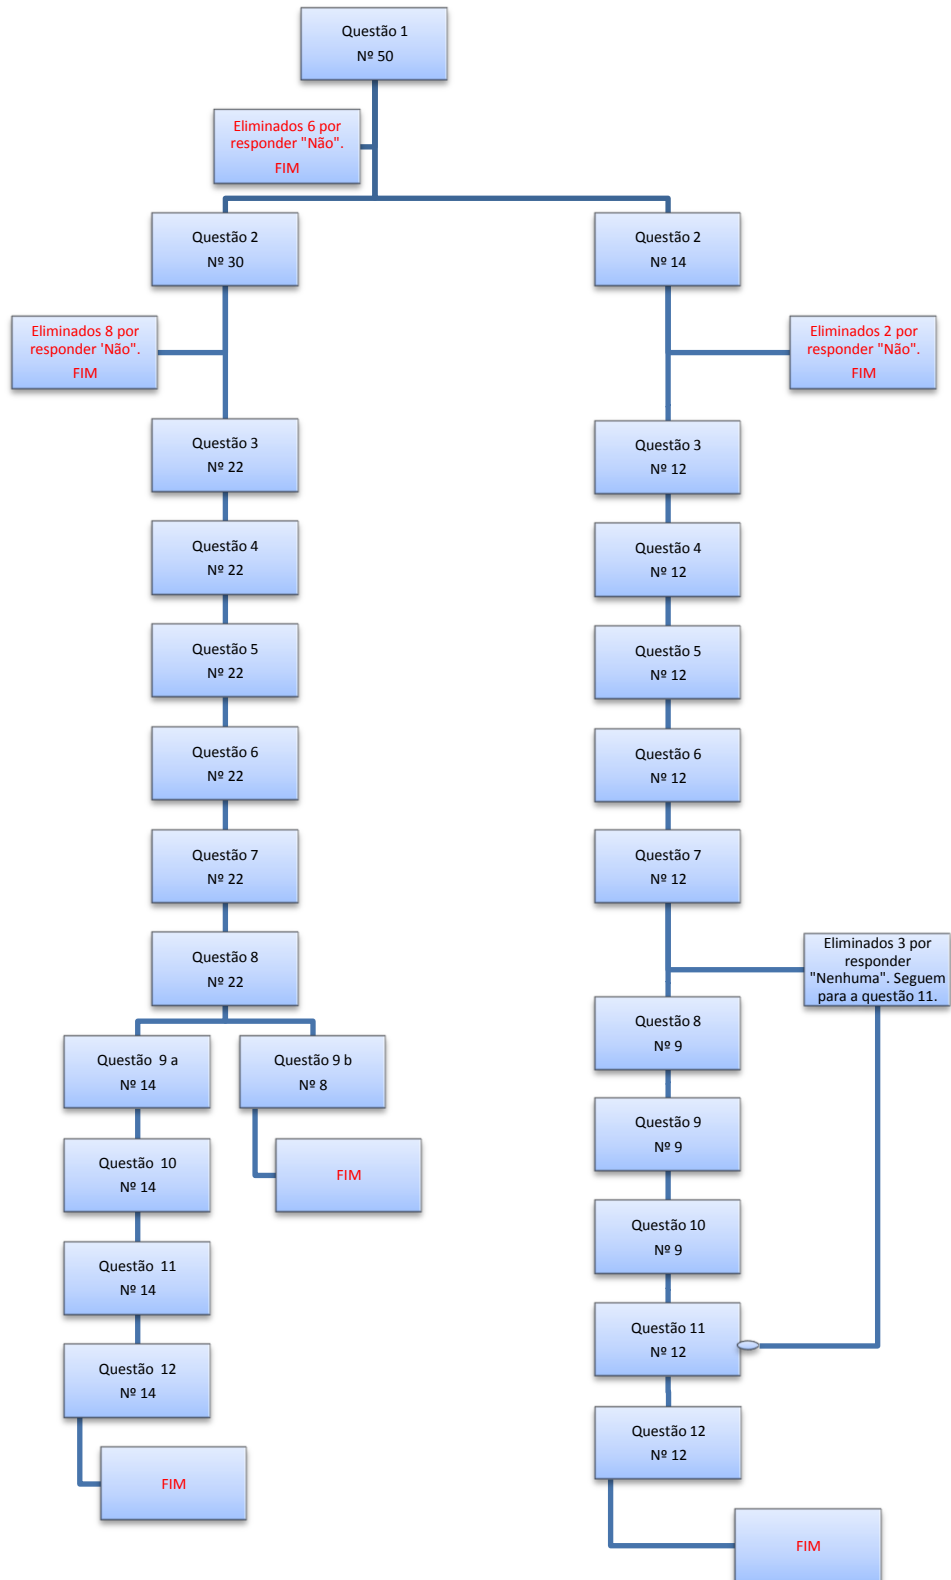 Questão 1
Nº 50
Eliminados 6 por
responder "Não".
FIM
Questão 2
Nº 30
Eliminados 8 por
responder 'Não".
FIM
Questão 3
Nº 22
Questão 4
Nº 22
Questão 5
Nº 22
Questão 6
Nº 22
Questão 7
Nº 22
Questão 8
Nº 22
Questão 9 a
Nº 14
Questão 9 b
Nº 8
FIM
Questão 10
Nº 14
Questão 11
Nº 14
Questão 12
Nº 14
FIM
Questão 2
Nº 14
Eliminados 2 por
responder "Não".
FIM
Questão 3
Nº 12
Questão 4
Nº 12
Questão 5
Nº 12
Questão 6
Nº 12
Questão 7
Nº 12
Eliminados 3 por
responder
"Nenhuma". Seguem
para a questão 11.
Questão 8
Nº 9
Questão 9
Nº 9
Questão 10
Nº 9
Questão 11
Nº 12
Questão 12
Nº 12
FIM